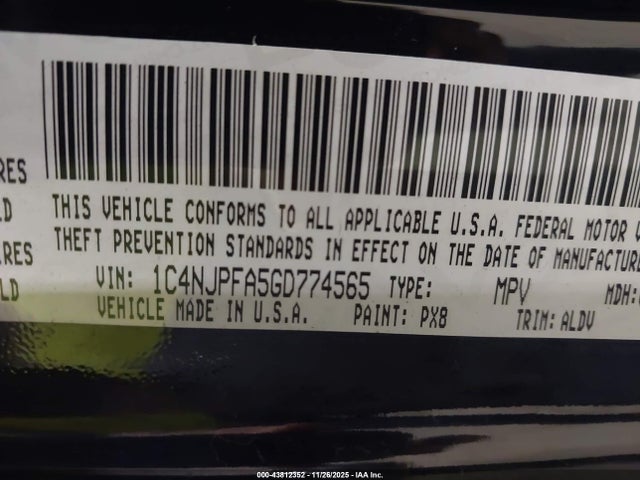 RES
LD
RES
LD
THIS VEHICLE CONFORMS TO ALL APPLICABLE U.S.A. FEDERAL MOTOR V
THEFT PREVENTION STANDARDS IN EFFECT ON THE DATE OF MANUFACTURE
VIN: 1C4NJPFA5GD774565 TYPE: MPV MDH:
VEHICLE MADE IN U.S.A. PAINT: PX8 TRIM: ALDV
000-43812352 | 11/26/2025 | IAA Inc.